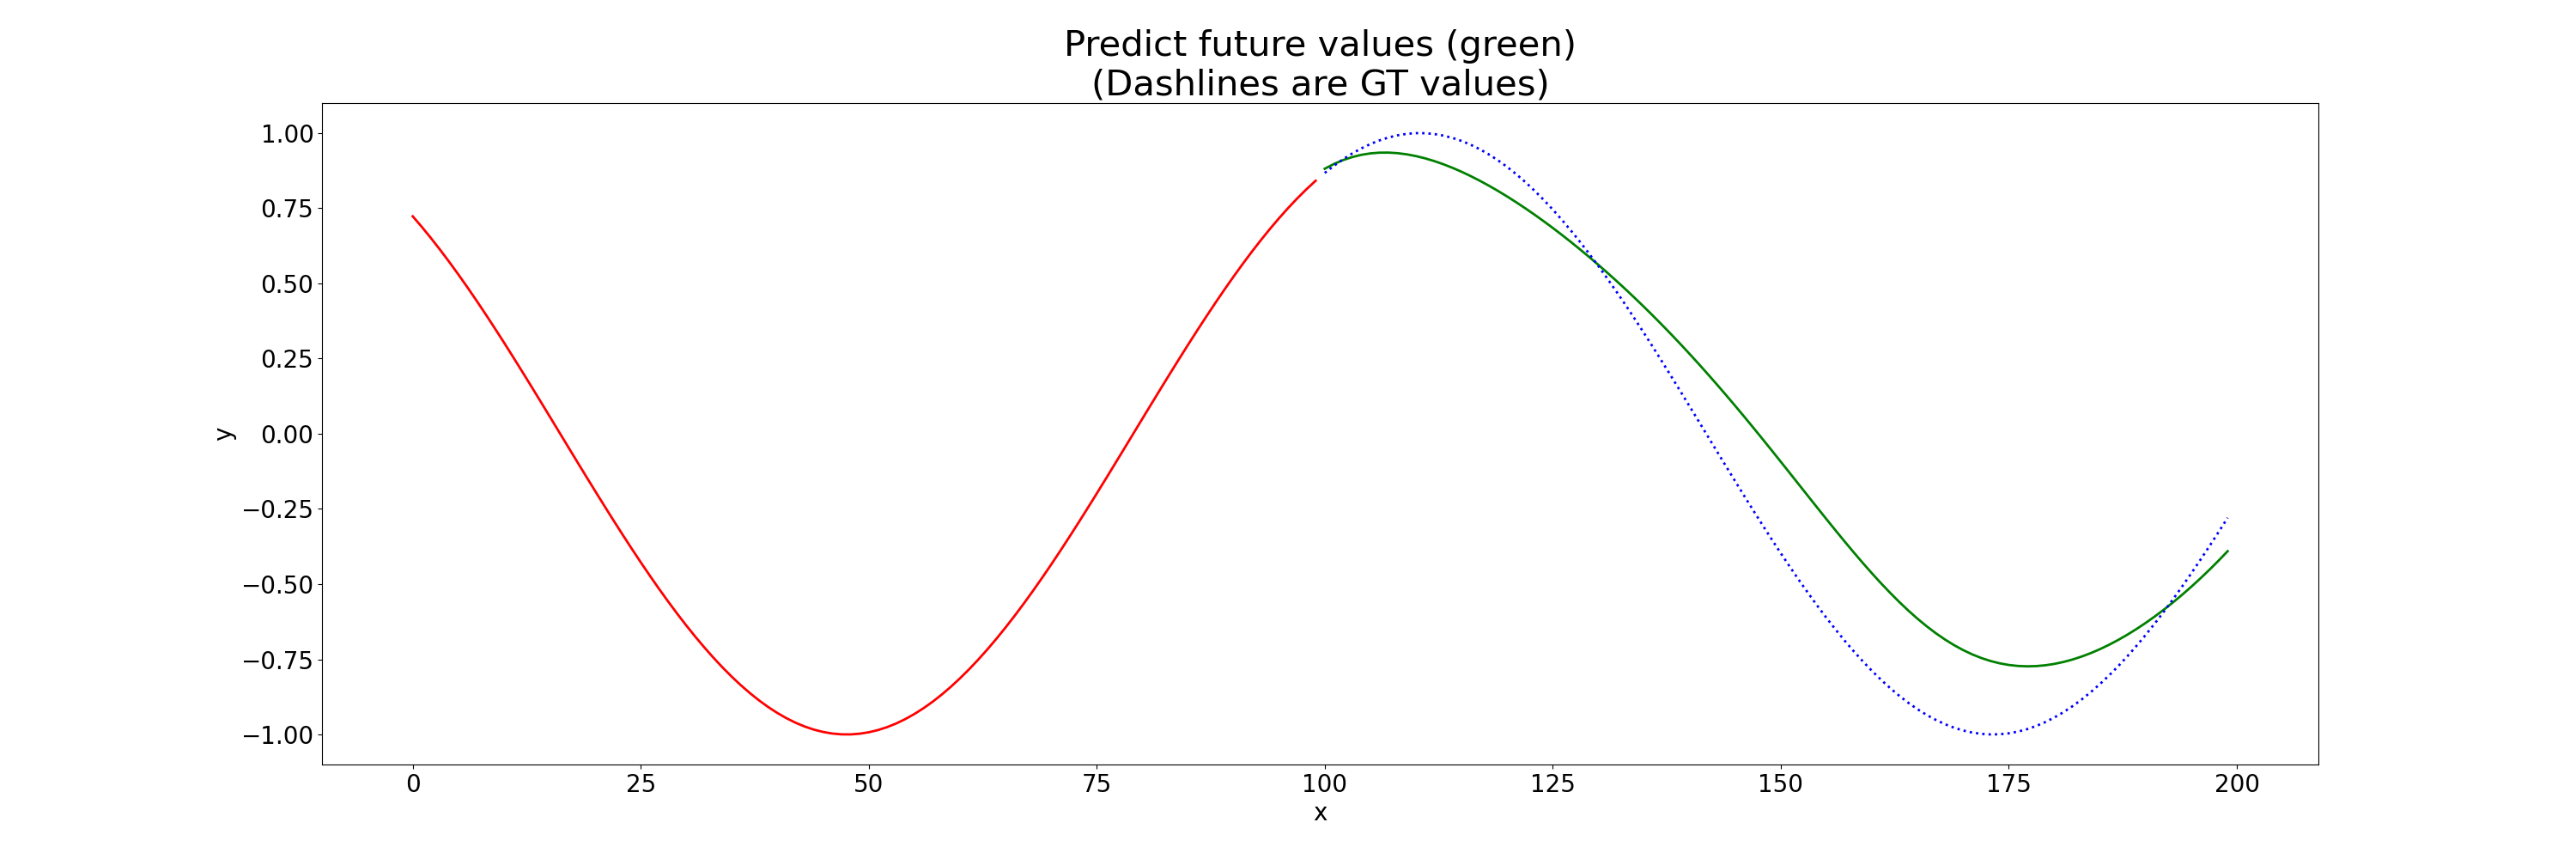 Predict future values (green)
(Dashlines are GT values)
1.00
0.75
0.50
0.25
0.00
−0.25
−0.50
−0.75
−1.00
y
0 25 50 75 100 125 150 175 200
x